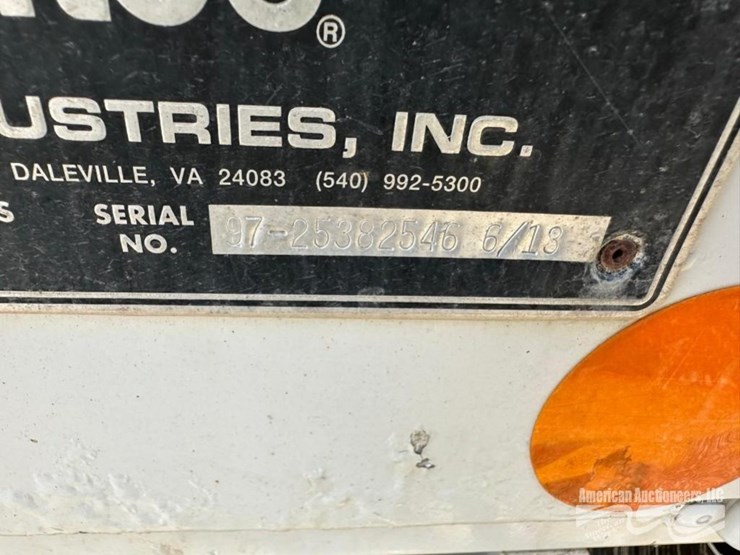 ®
USTRIES, INC.
DALEVILLE, VA 24083 (540) 992-5300
S SERIAL
NO. 97-25382546 6/13
American Auctioneers, LLC